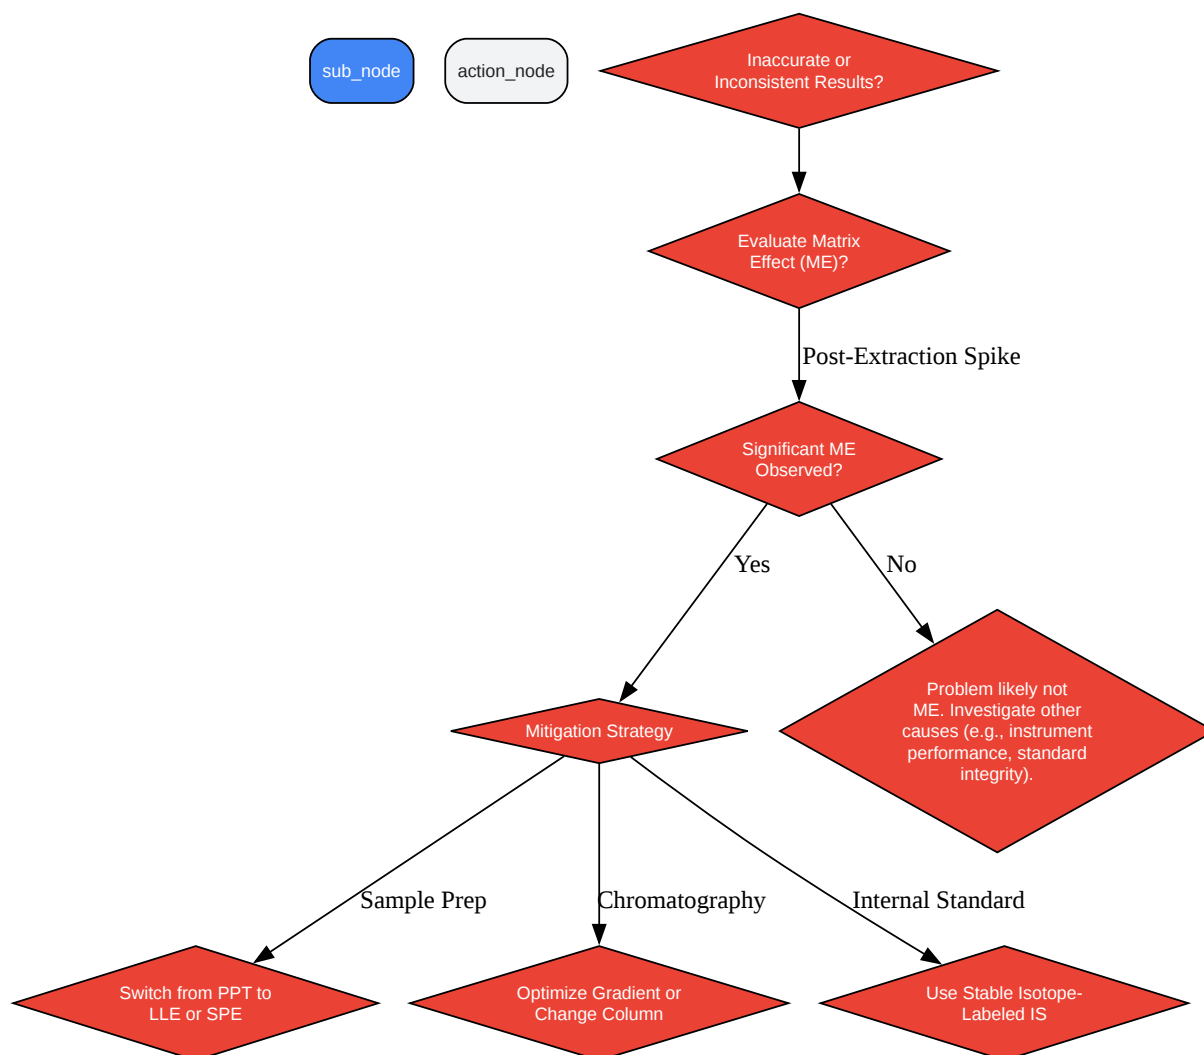 sub_node
action_node
Inaccurate or
Inconsistent Results?
Evaluate Matrix
Effect (ME)?
Post-Extraction Spike
Significant ME
Observed?
Yes
No
Mitigation Strategy
Problem likely not
ME. Investigate other
causes (e.g., instrument
performance, standard
integrity).
Sample Prep
Chromatography
Internal Standard
Switch from PPT to
LLE or SPE
Optimize Gradient or
Change Column
Use Stable Isotope-
Labeled IS